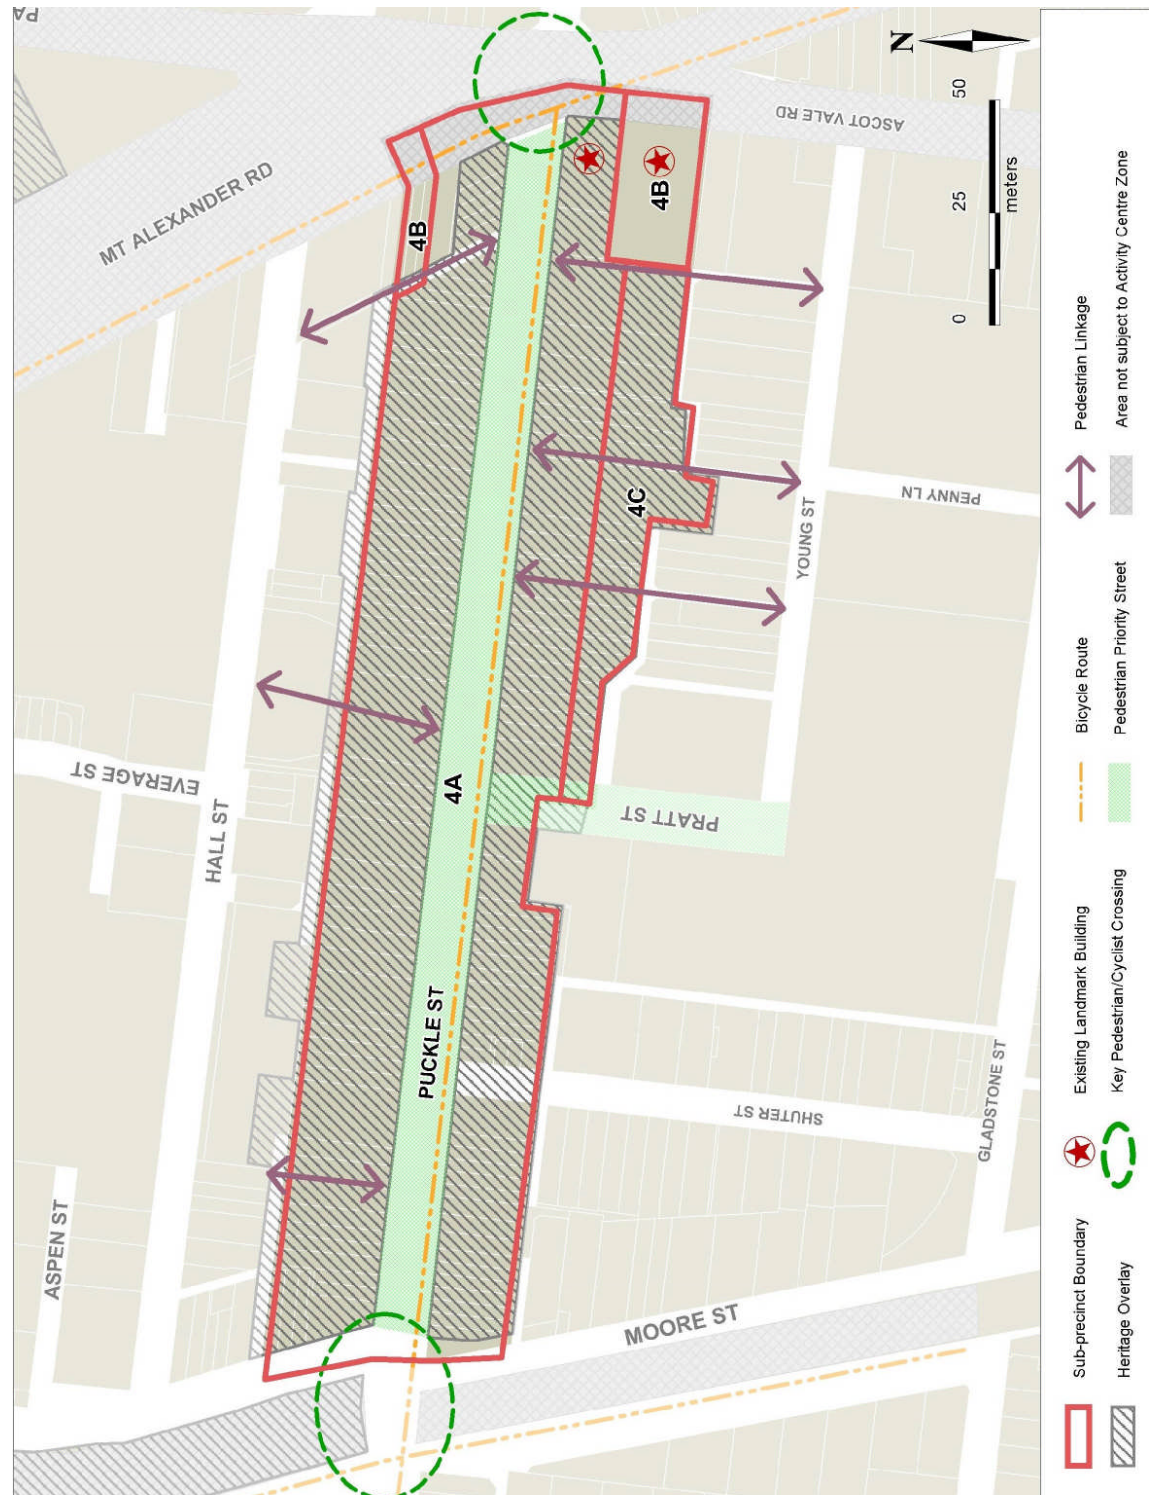 PA
MT ALEXANDER RD
ASCOT VALE RD
N
0 25 50
meters
4B
4B
4C
4A
HALL ST
EVERAGE ST
ASPEN ST
PUCKLE ST
PRATT ST
YOUNG ST
PENNY LN
SHUTER ST
GLADSTONE ST
MOORE ST
Sub-precinct Boundary
Existing Landmark Building
Bicycle Route
Pedestrian Linkage
Heritage Overlay
Key Pedestrian/Cyclist Crossing
Pedestrian Priority Street
Area not subject to Activity Centre Zone